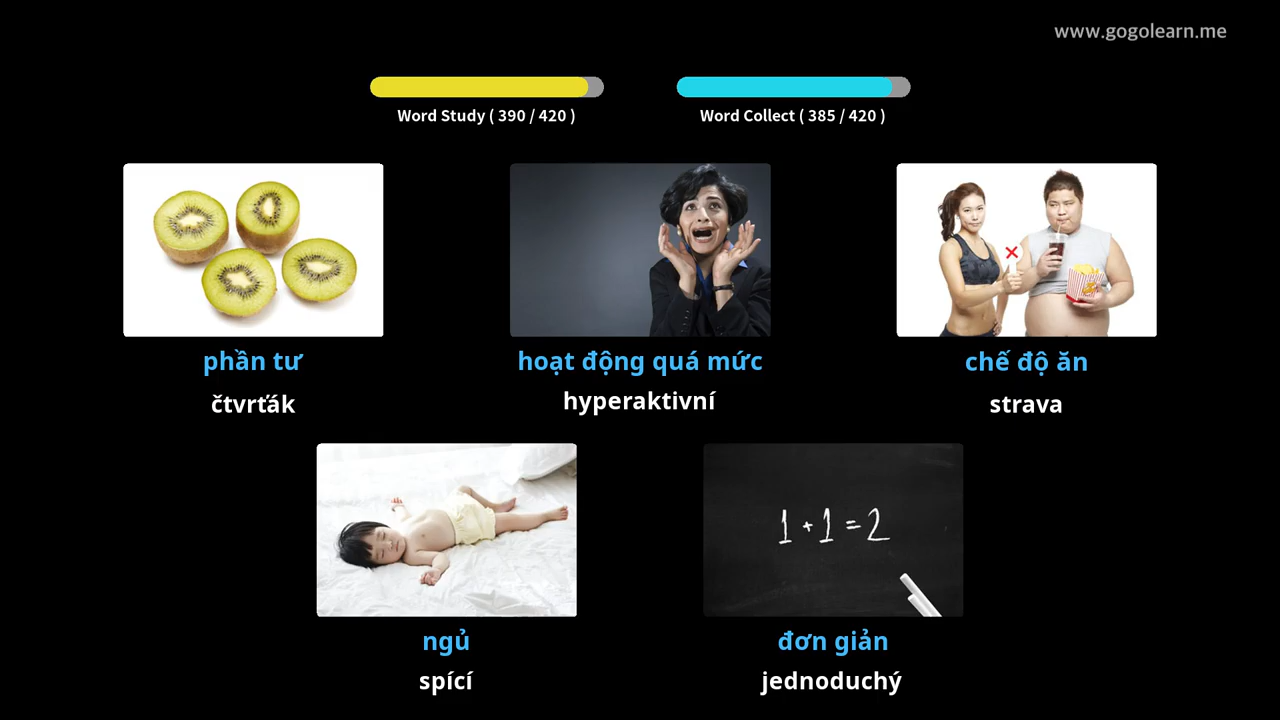 www.gogolearn.me
Word Study ( 390 / 420 )
Word Collect ( 385 / 420 )
phần tư
čtvrťák
hoạt động quá mức
hyperaktivní
chế độ ăn
strava
ngủ
spící
1 + 1 = 2
đơn giản
jednoduchý